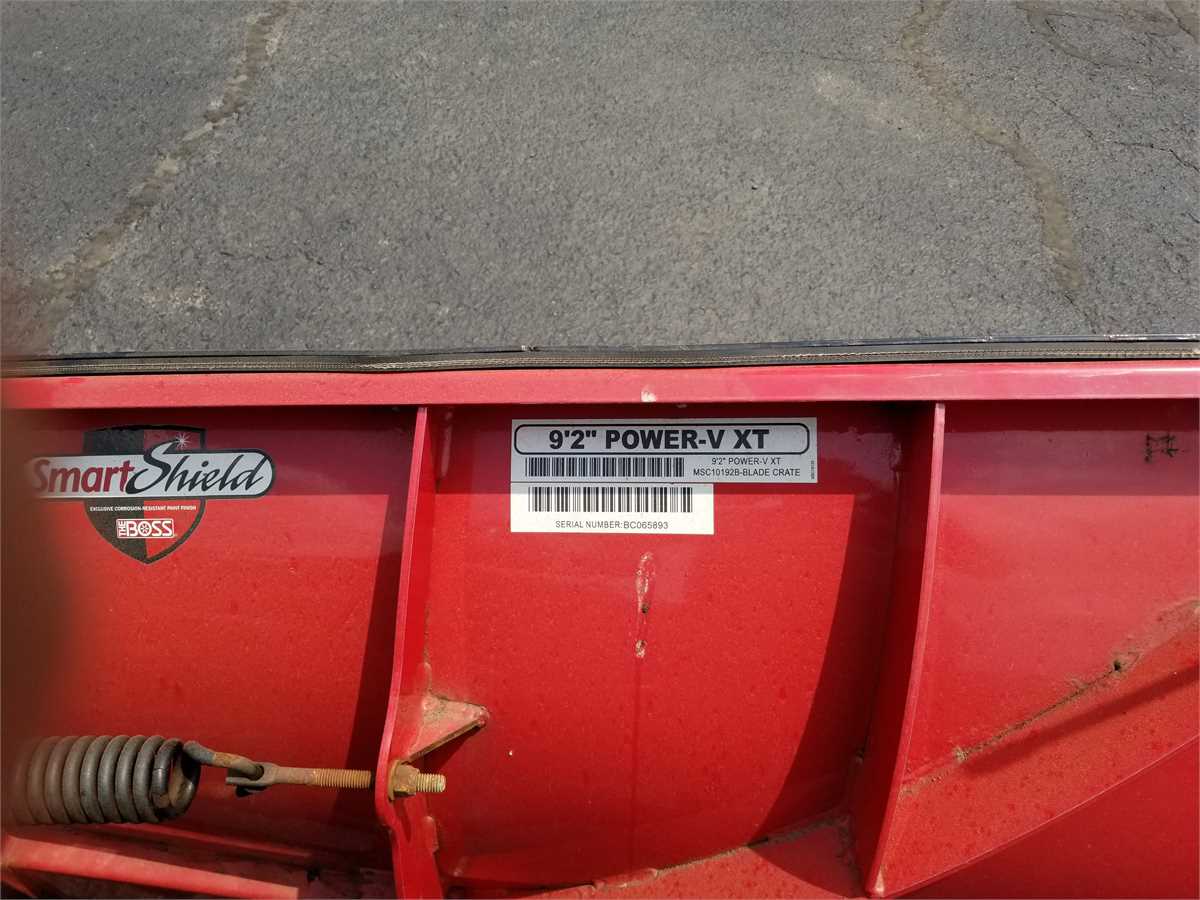 SmartShield
EXCLUSIVE CORROSION-RESISTANT PAINT FINISH
THE BOSS
9'2" POWER-V XT
9'2" POWER-V XT
MSC10192B-BLADE CRATE
SERIAL NUMBER:BC065893